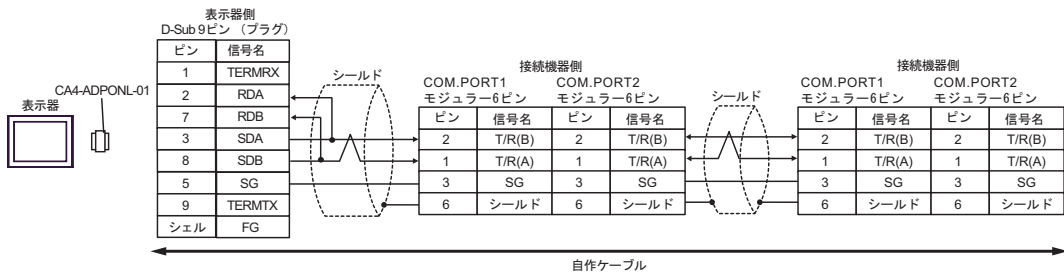 表示器
CA4-ADPONL-01
表示器側
D-Sub 9ピン (プラグ)
ピン 信号名
1 TERMRX
2 RDA
7 RDB
3 SDA
8 SDB
5 SG
9 TERMTX
シェル FG
シールド
接続機器側
COM.PORT1 COM.PORT2
モジュラー6ピン モジュラー6ピン
ピン 信号名 ピン 信号名
2 T/R(B) 2 T/R(B)
1 T/R(A) 1 T/R(A)
3 SG 3 SG
6 シールド 6 シールド
シールド
接続機器側
COM.PORT1 COM.PORT2
モジュラー6ピン モジュラー6ピン
ピン 信号名 ピン 信号名
2 T/R(B) 2 T/R(B)
1 T/R(A) 1 T/R(A)
3 SG 3 SG
6 シールド 6 シールド
自作ケーブル